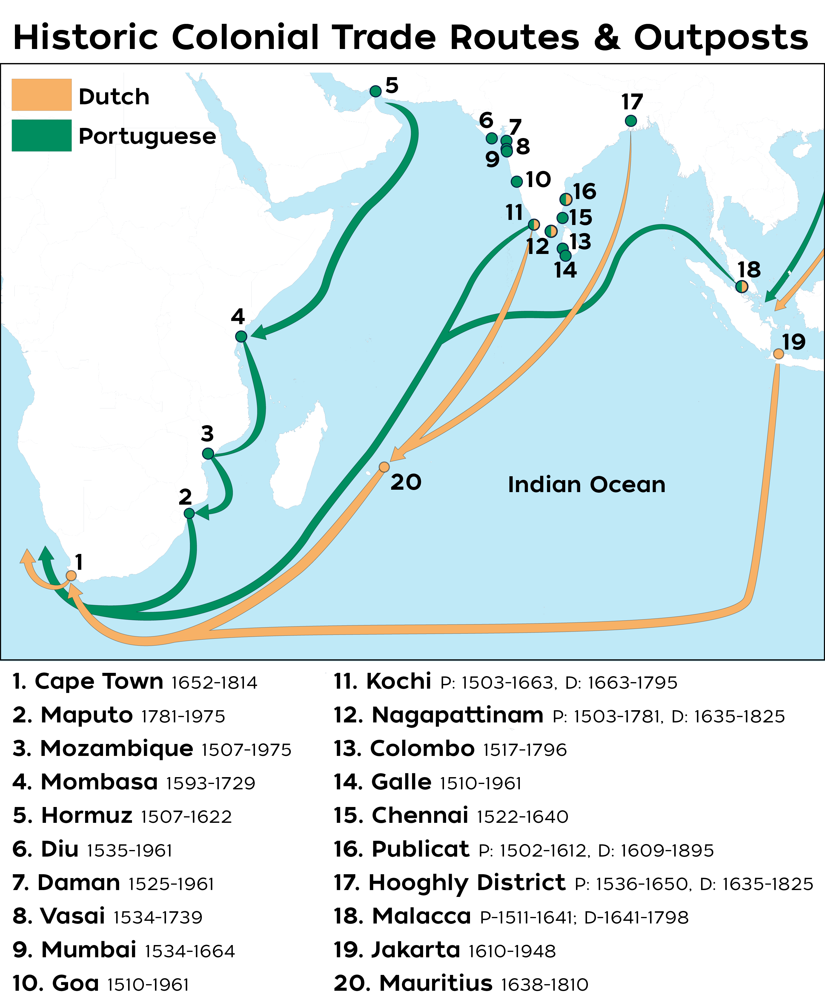 Historic Colonial Trade Routes & Outposts
Dutch
Portuguese
5
17
6
7
8
9
10
16
11
15
12
13
14
18
4
19
3
20
Indian Ocean
2
1
1. Cape Town 1652-1814
2. Maputo 1781-1975
3. Mozambique 1507-1975
4. Mombasa 1593-1729
5. Hormuz 1507-1622
6. Diu 1535-1961
7. Daman 1525-1961
8. Vasai 1534-1739
9. Mumbai 1534-1664
10. Goa 1510-1961
11. Kochi P: 1503-1663, D: 1663-1795
12. Nagapattinam P: 1503-1781, D: 1635-1825
13. Colombo 1517-1796
14. Galle 1510-1961
15. Chennai 1522-1640
16. Publicat P: 1502-1612, D: 1609-1895
17. Hooghly District P: 1536-1650, D: 1635-1825
18. Malacca P-1511-1641; D-1641-1798
19. Jakarta 1610-1948
20. Mauritius 1638-1810